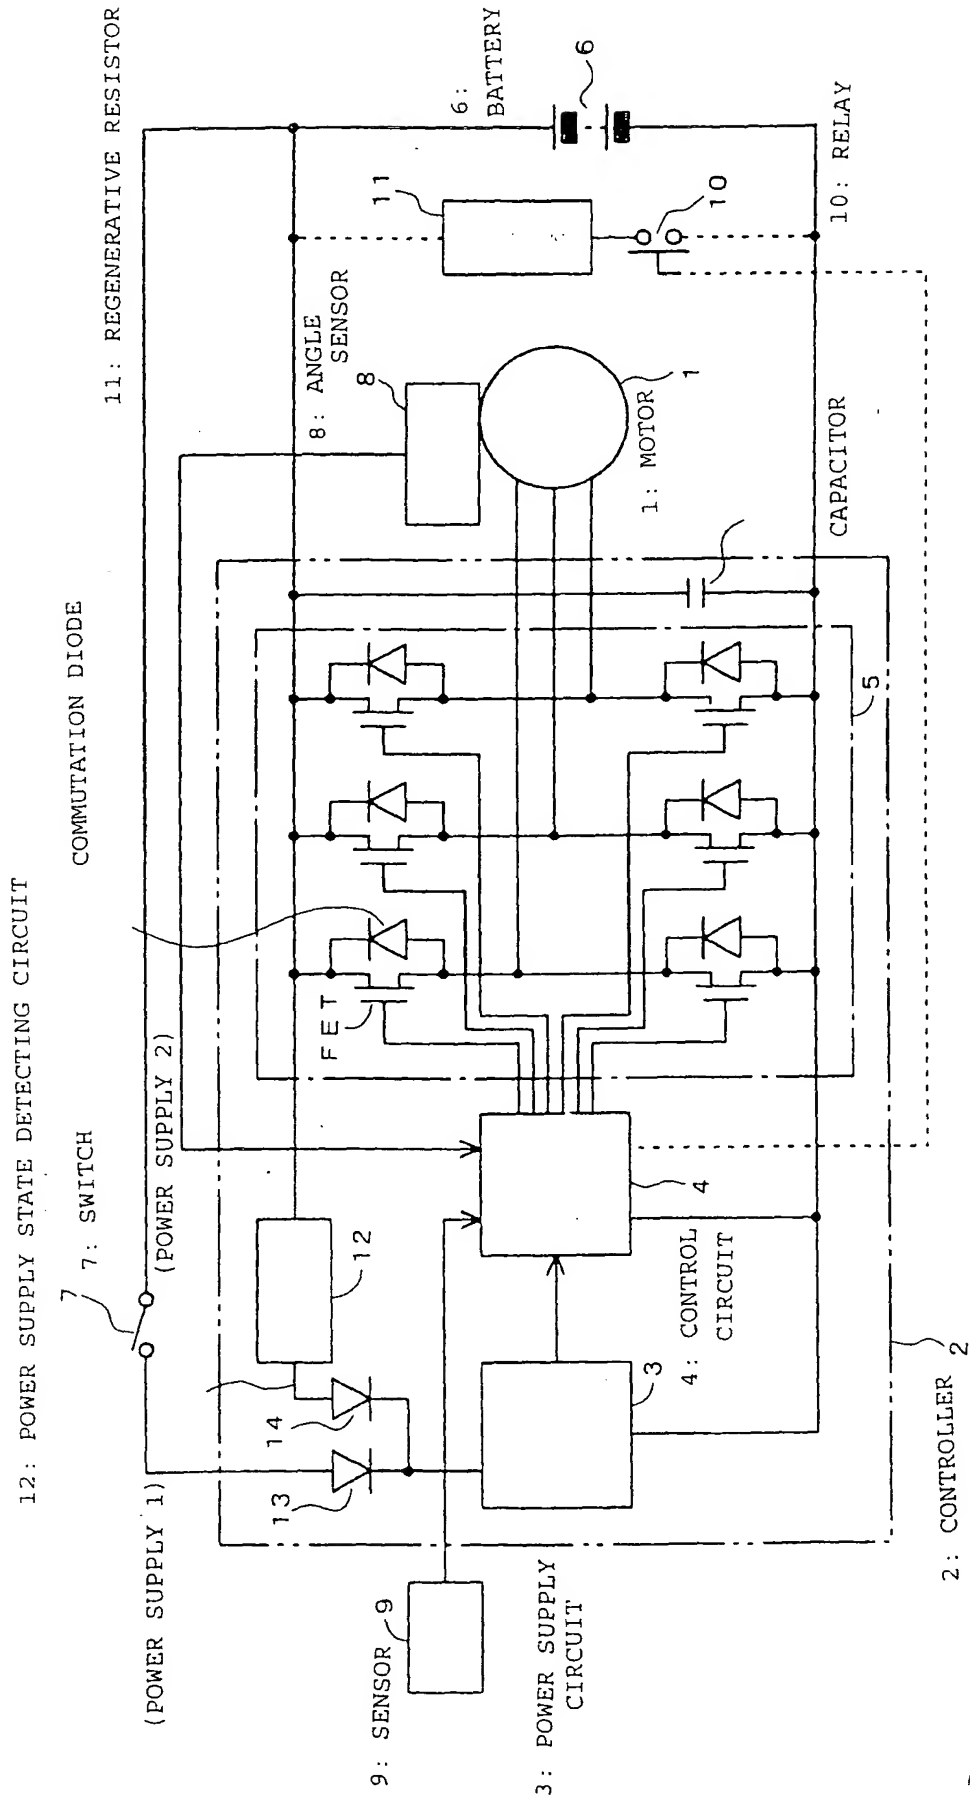 12: POWER SUPPLY STATE DETECTING CIRCUIT
COMMUTATION DIODE
11: REGENERATIVE RESISTOR
7
7: SWITCH
(POWER SUPPLY 1)
(POWER SUPPLY 2)
8: ANGLE
SENSOR
8
11
6:
BATTERY
6
13
14
12
FET
9: SENSOR
9
3
4
4: CONTROL
CIRCUIT
3: POWER SUPPLY
CIRCUIT
1: MOTOR
1
10
10: RELAY
CAPACITOR
5
2
2: CONTROLLER